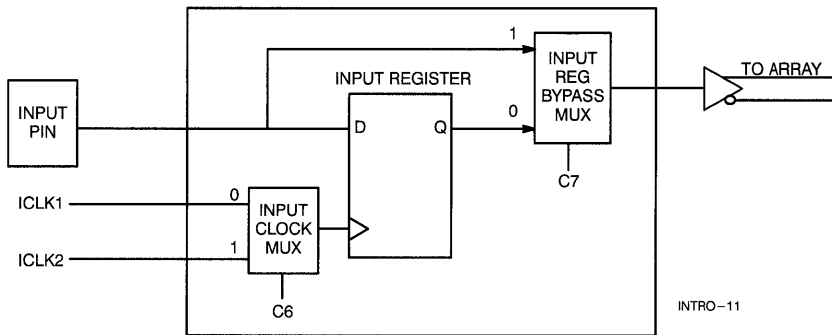 1
INPUT
REG
BYPASS
MUX
TO ARRAY
INPUT REGISTER
INPUT
PIN
D
Q
0
C7
ICLK1
0
INPUT
CLOCK
MUX
ICLK2
1
C6
INTRO-11